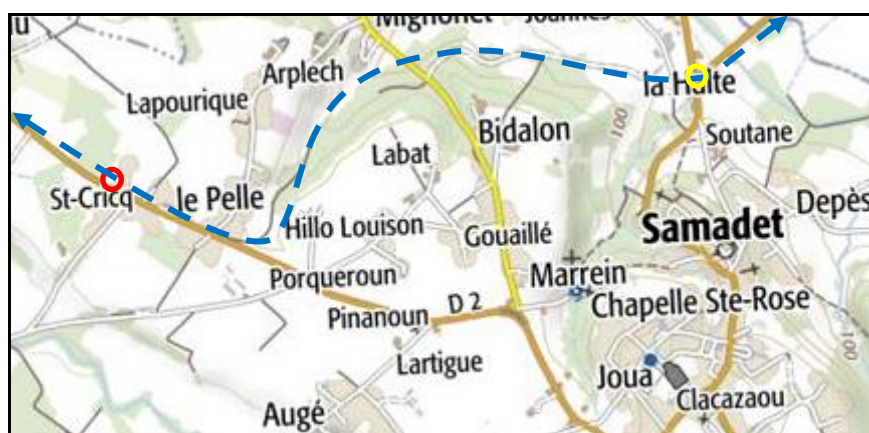 Mignonet
Joannes
Arplech
la Halte
Lapourique
100
Bidalon
Soutane
Labat
St-Cricq
le Pelle
Depès
Hillo Louison
Gouaillé
Samadet
Porqueroun
Marrein
D 2
Chapelle Ste-Rose
Pinanoun
100
Lartigue
Joua
Clacazaou
Augé